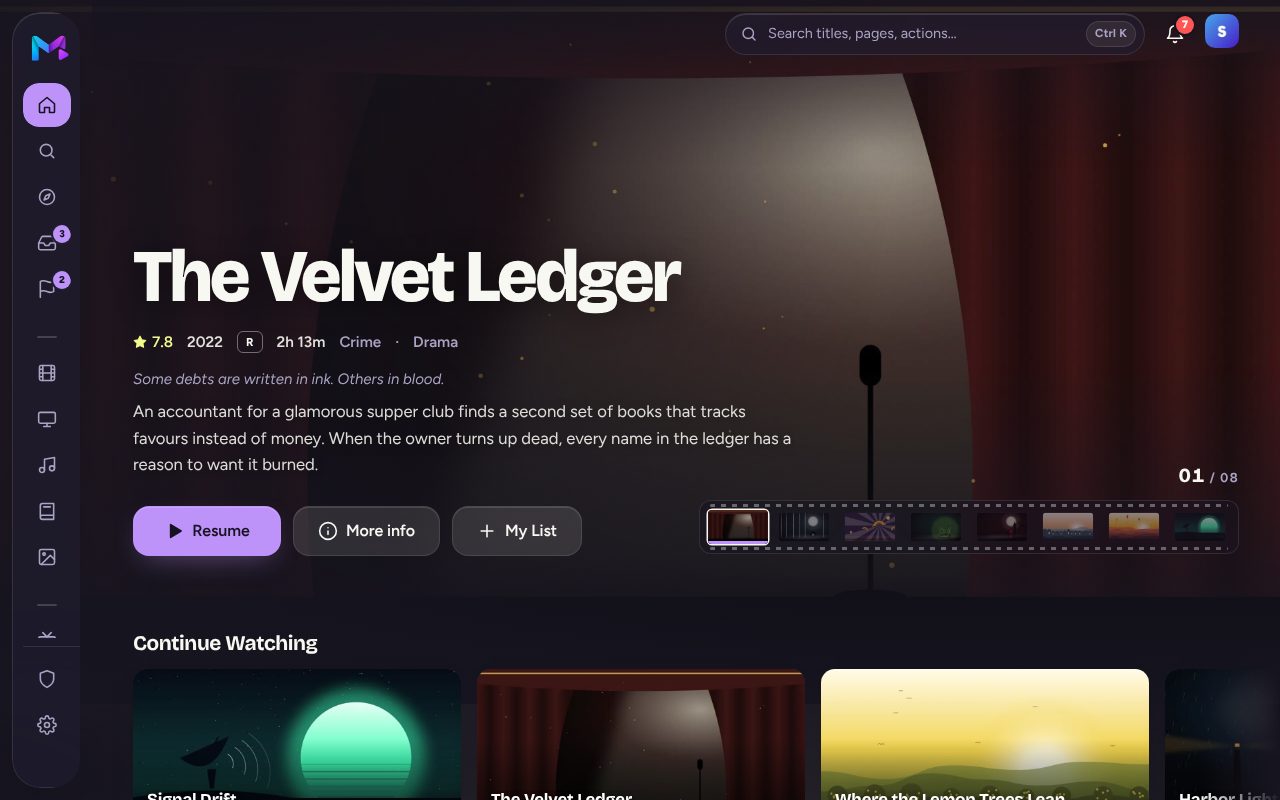 Search titles, pages, actions...
Ctrl K
7
S
3
2
The Velvet Ledger
7.8 2022 R 2h 13m Crime · Drama
Some debts are written in ink. Others in blood.
An accountant for a glamorous supper club finds a second set of books that tracks
favours instead of money. When the owner turns up dead, every name in the ledger has a
reason to want it burned.
01 / 08
Resume
More info
My List
Continue Watching
Signal Drift
The Velvet Ledger
Where the Lemon Trees Lean
Harbor Ligh